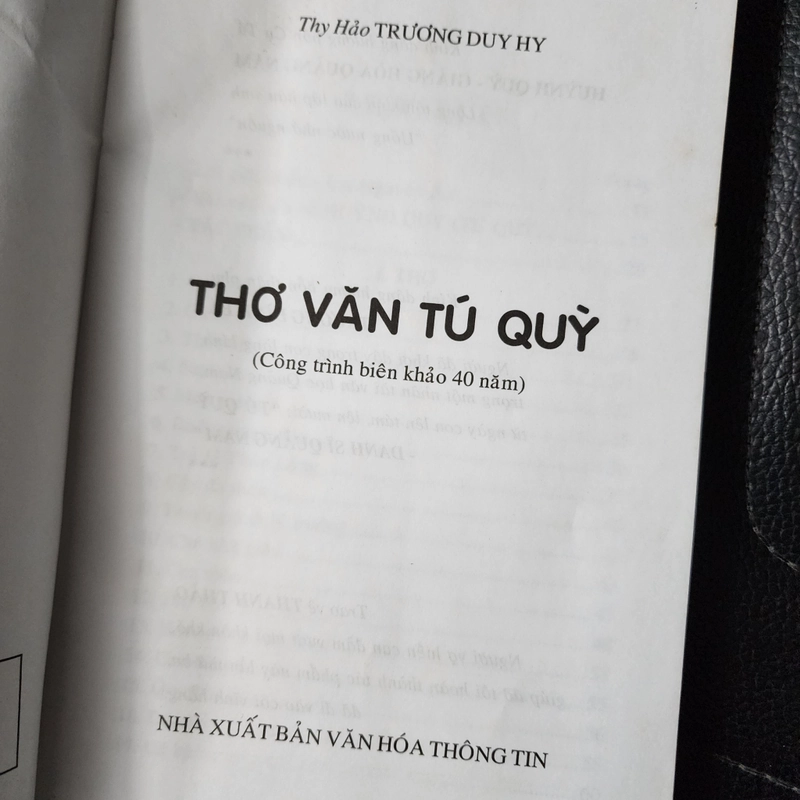 Thy Hảo TRƯƠNG DUY HY
THƠ VĂN TÚ QUỲ
(Công trình biên khảo 40 năm)
NHÀ XUẤT BẢN VĂN HÓA THÔNG TIN